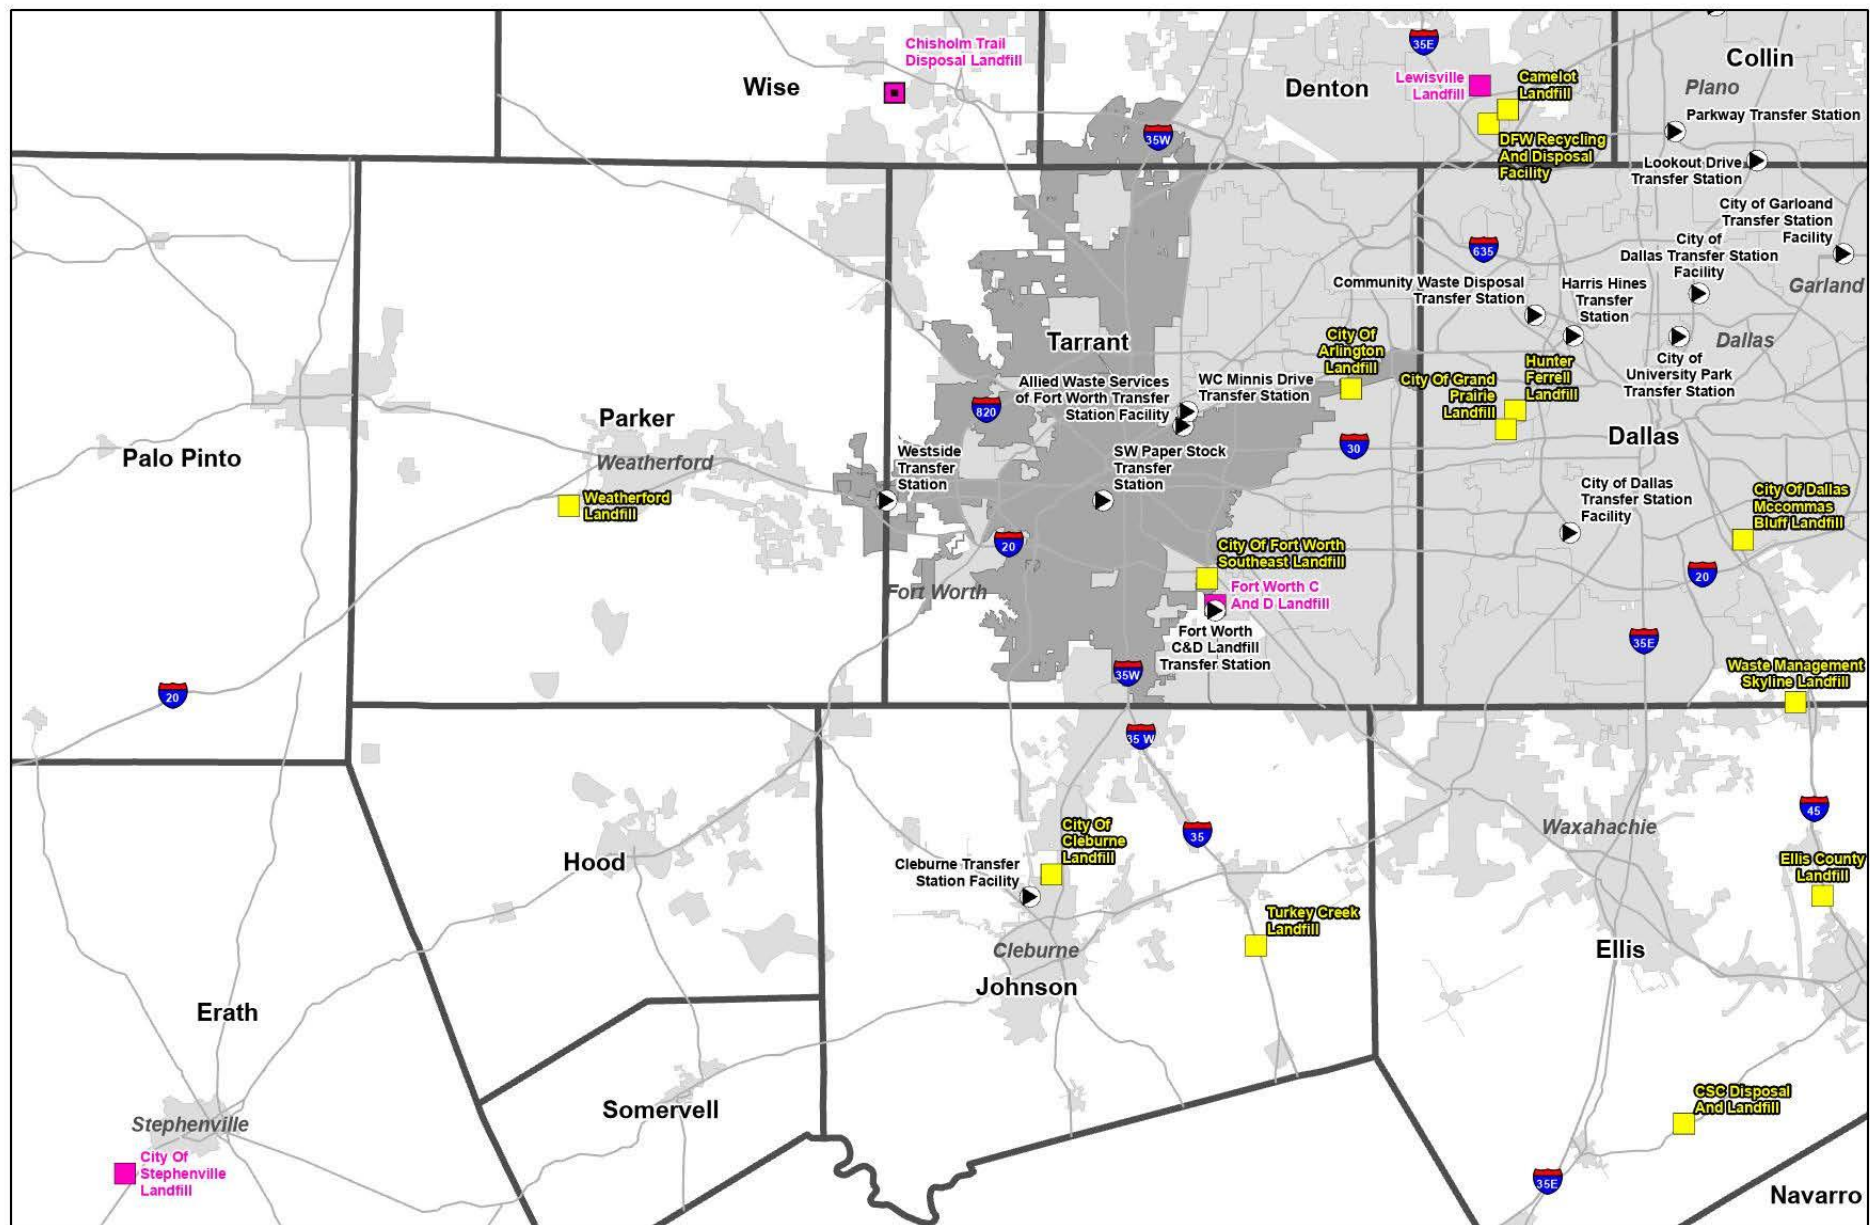 Chisholm Trail
Disposal Landfill
Wise
35W
35E
Denton
Lewisville
Landfill
Camelot
Landfill
DFW Recycling
And Disposal
Facility
Collin
Plano
Parkway Transfer Station
Lookout Drive
Transfer Station
City of Garloand
Transfer Station
Facility
City of
Dallas Transfer Station
Facility
Garland
635
Community Waste Disposal
Transfer Station
Harris Hines
Transfer
Station
Dallas
City of
University Park
Transfer Station
Tarrant
City Of
Arlington
Landfill
Allied Waste Services
of Fort Worth Transfer
Station Facility
WC Minnis Drive
Transfer Station
City Of Grand
Prairie
Landfill
Hunter
Ferrell
Landfill
820
30
Dallas
Palo Pinto
Parker
Weatherford
Weatherford
Landfill
Westside
Transfer
Station
SW Paper Stock
Transfer
Station
City of Dallas
Transfer Station
Facility
City Of Dallas
Mccommas
Bluff Landfill
20
City Of Fort Worth
Southeast Landfill
20
Fort Worth
Fort Worth C
And D Landfill
Fort Worth
C&D Landfill
Transfer Station
35E
35W
Waste Management
Skyline Landfill
20
35 W
45
35
Hood
City Of
Cleburne
Landfill
Cleburne Transfer
Station Facility
Waxahachie
Ellis County
Landfill
Turkey Creek
Landfill
Cleburne
Johnson
Ellis
Erath
Somervell
CSC Disposal
And Landfill
Stephenville
City Of
Stephenville
Landfill
35E
Navarro